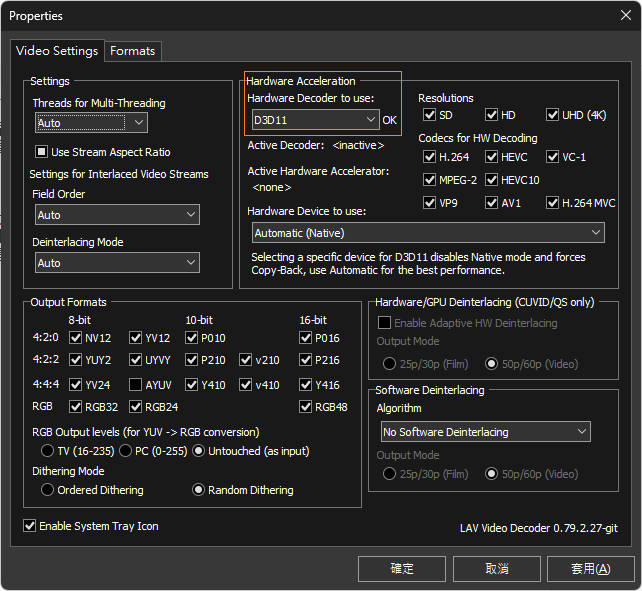 Properties
Video Settings
Formats
Settings
Threads for Multi-Threading
Auto
Use Stream Aspect Ratio
Settings for Interlaced Video Streams
Field Order
Auto
Deinterlacing Mode
Auto
Hardware Acceleration
Hardware Decoder to use:
D3D11 OK
Active Decoder: <inactive>
Active Hardware Accelerator:
<none>
Hardware Device to use:
Automatic (Native)
Selecting a specific device for D3D11 disables Native mode and forces
Copy-Back, use Automatic for the best performance.
Resolutions
SD HD UHD (4K)
Codecs for HW Decoding
H.264 HEVC VC-1
MPEG-2 HEVC10
VP9 AV1 H.264 MVC
Output Formats
8-bit 10-bit 16-bit
4:2:0 NV12 YV12 P010 P016
4:2:2 YUY2 UYVY P210 v210 P216
4:4:4 YV24 AYUV Y410 v410 Y416
RGB RGB32 RGB24 RGB48
RGB Output levels (for YUV -> RGB conversion)
TV (16-235) PC (0-255) Untouched (as input)
Dithering Mode
Ordered Dithering Random Dithering
Hardware/GPU Deinterlacing (CUVID/QS only)
Enable Adaptive HW Deinterlacing
Output Mode
25p/30p (Film) 50p/60p (Video)
Software Deinterlacing
Algorithm
No Software Deinterlacing
Output Mode
25p/30p (Film) 50p/60p (Video)
Enable System Tray Icon
LAV Video Decoder 0.79.2.27-git
確定 取消 套用(A)